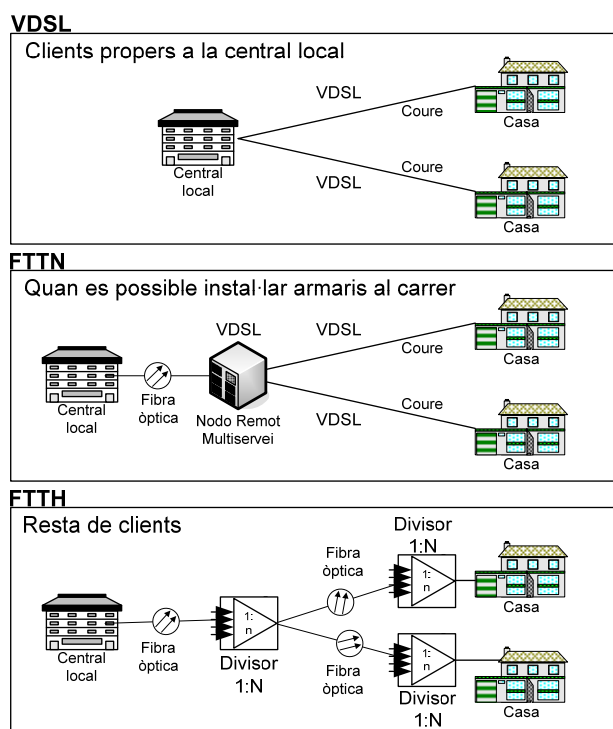 VDSL
Clients propers a la central local
VDSL
Coure
Casa
Central
local
VDSL
Coure
Casa
FTTN
Quan es possible instal·lar armaris al carrer
VDSL
VDSL
Coure
Casa
Central
local
Fibra
òptica
Nodo Remot
Multiservei
VDSL
Coure
Casa
FTTH
Resta de clients
Divisor
1:N
Fibra
òptica
1:
n
Casa
Central
local
Fibra
òptica
1:
n
Divisor
1:N
Fibra
òptica
1:
n
Divisor
1:N
Casa